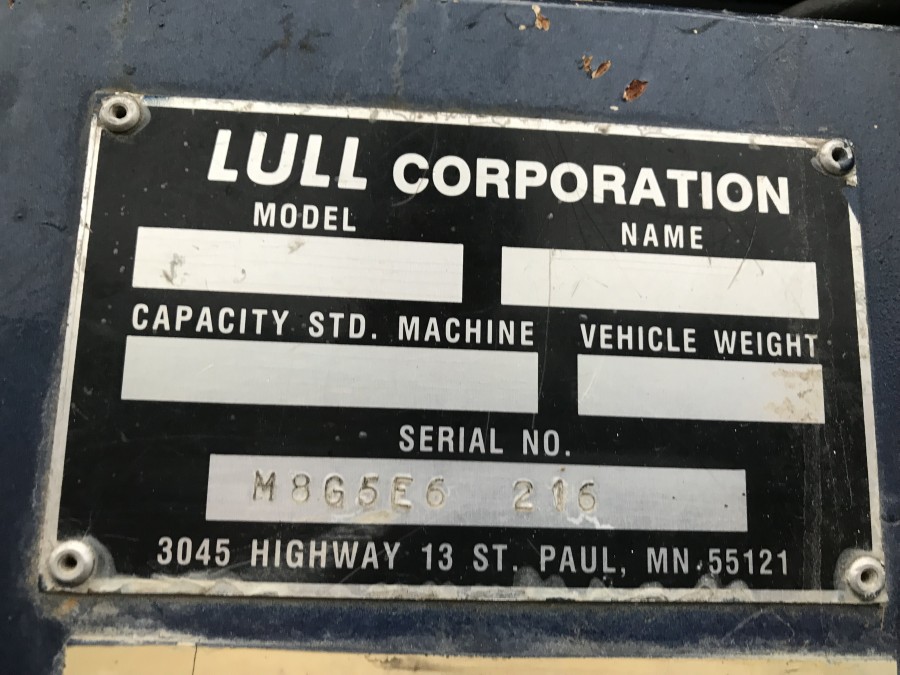 LULL CORPORATION
MODEL NAME
CAPACITY STD. MACHINE VEHICLE WEIGHT
SERIAL NO.
M8G5E6 216
3045 HIGHWAY 13 ST. PAUL, MN 55121